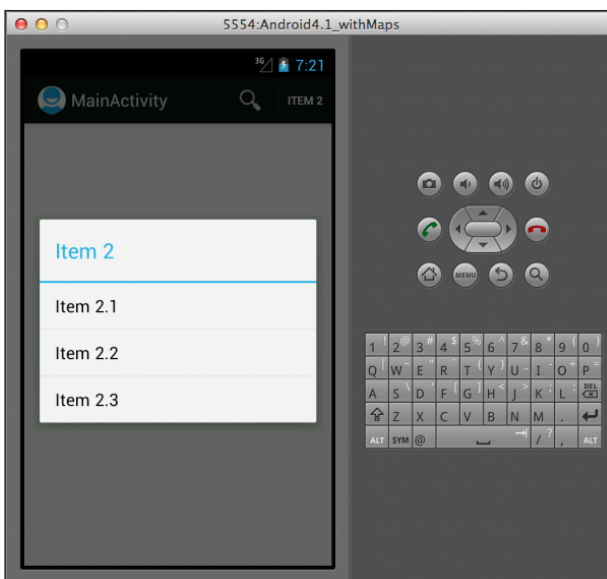 5554:Android4.1_withMaps
3G 7:21
MainActivity ITEM 2
Item 2
Item 2.1
Item 2.2
Item 2.3
MENU
1 ! 2 @ 3 # 4 $ 5 % 6 ^ 7 & 8 * 9 ( 0 )
Q | W ~ E " R ` T { Y } U - I O + P =
A S \ D ' F [ G ] H < J > K ; L : DEL
Z X C V B N M .
ALT SYM @ / ? , ALT